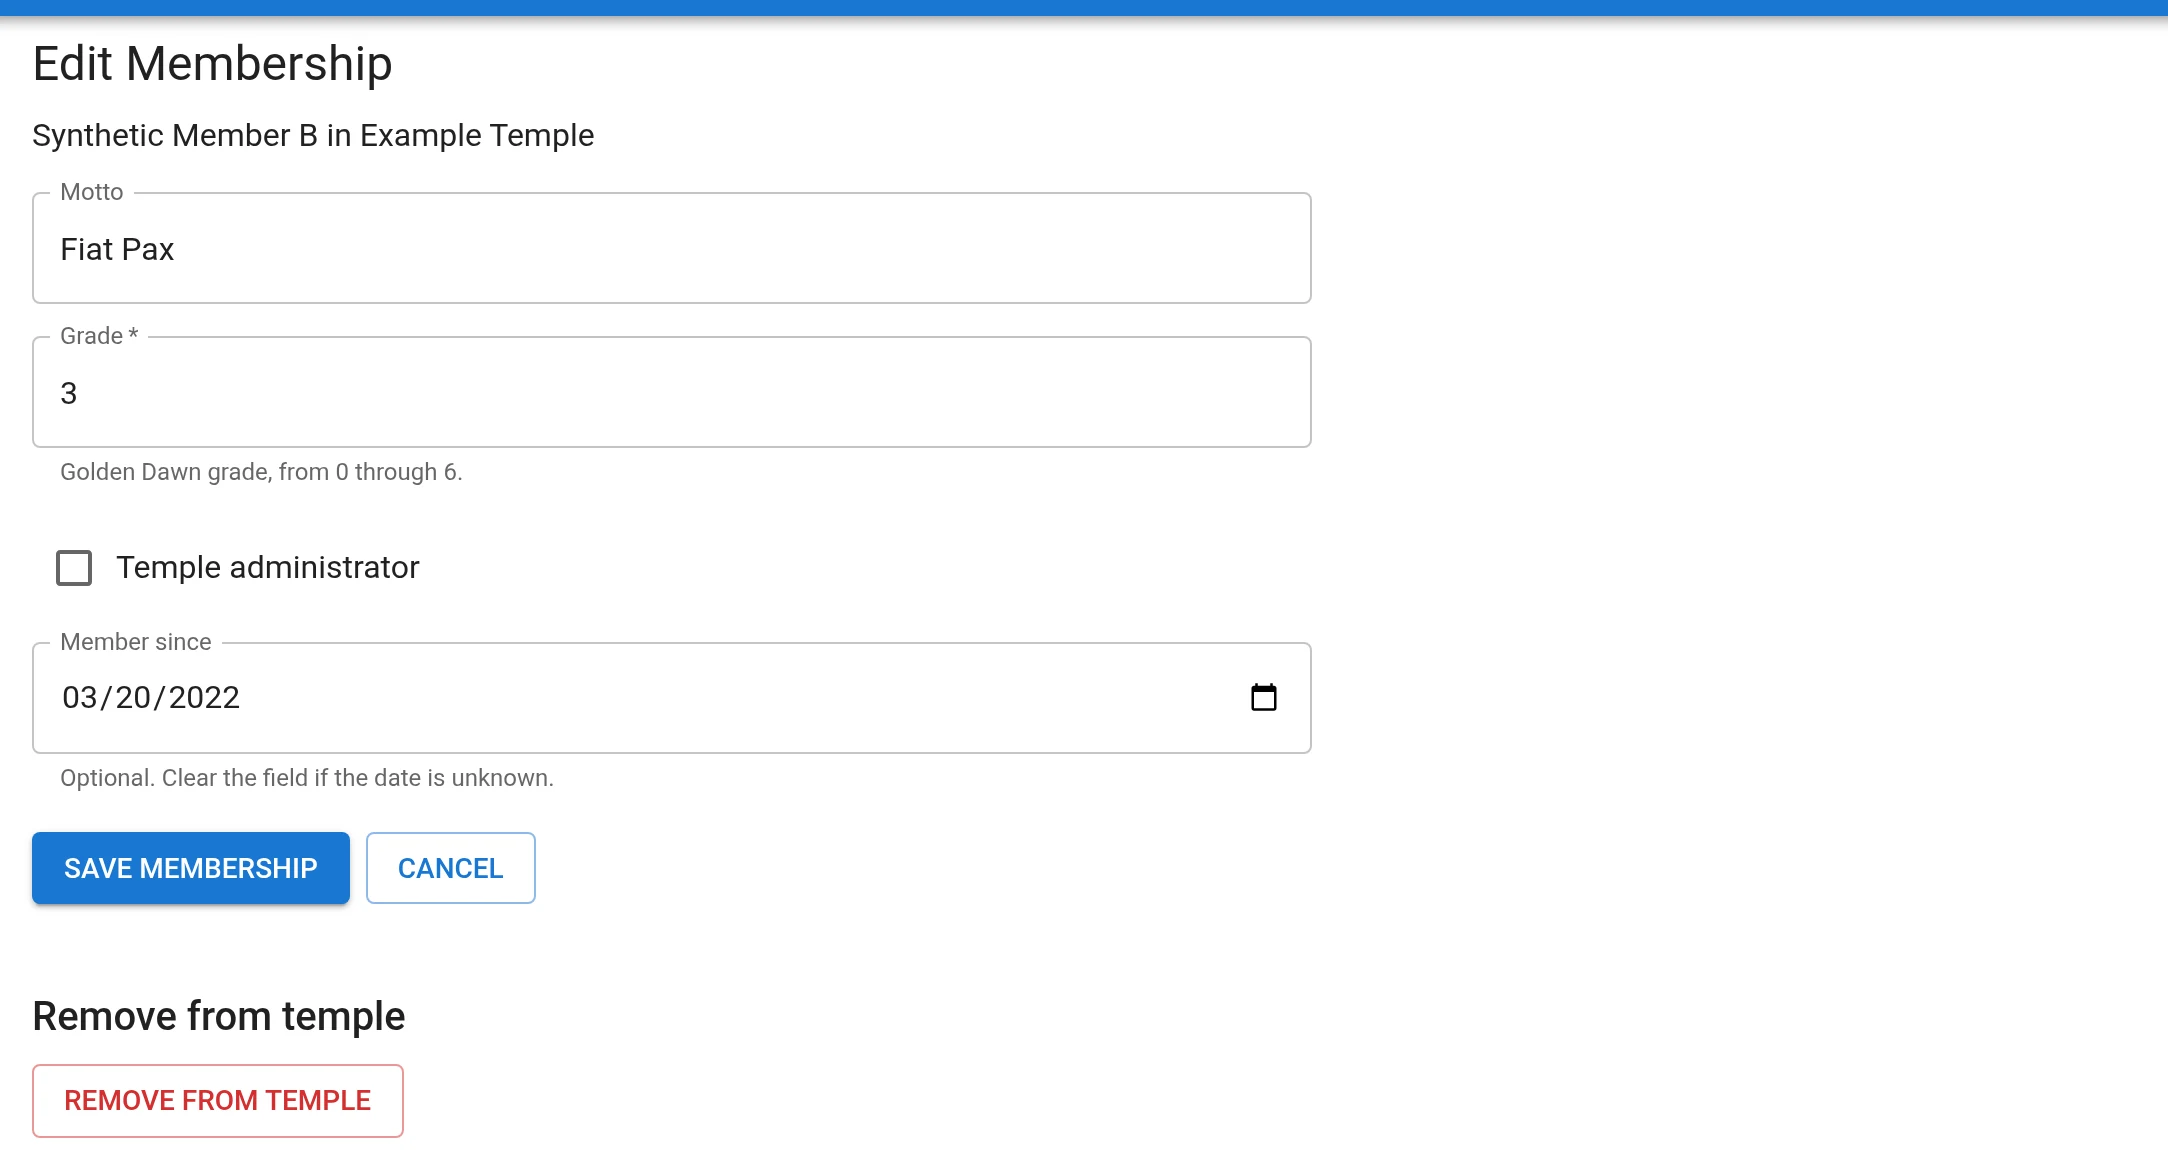 Edit Membership
Synthetic Member B in Example Temple
Motto
Fiat Pax
Grade *
3
Golden Dawn grade, from 0 through 6.
Temple administrator
Member since
03/20/2022
Optional. Clear the field if the date is unknown.
SAVE MEMBERSHIP CANCEL
Remove from temple
REMOVE FROM TEMPLE